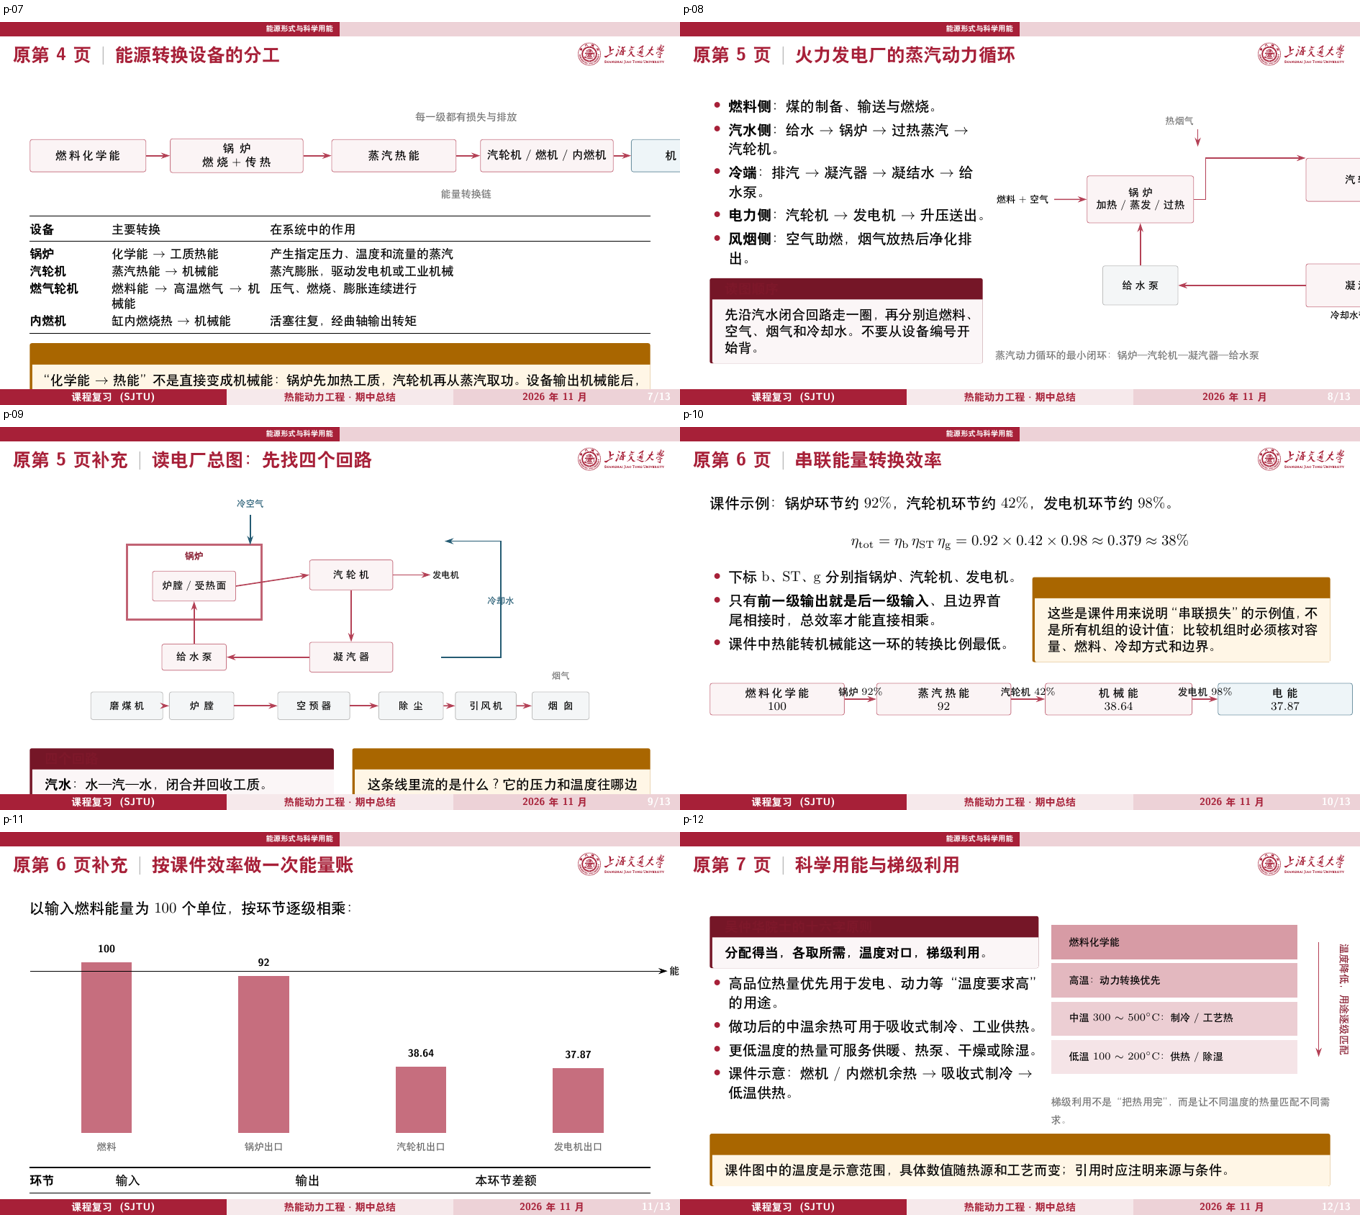 p-07
能源形式与科学用能
原第 4 页 | 能源转换设备的分工
上海交通大学
SHANGHAI JIAO TONG UNIVERSITY
每一级都有损失与排放
燃料化学能
锅 炉
燃烧 + 传热
蒸汽热能
汽轮机 / 燃机 / 内燃机
机
能量转换链
设备 主要转换 在系统中的作用
锅炉 化学能 → 工质热能 产生指定压力、温度和流量的蒸汽
汽轮机 蒸汽热能 → 机械能 蒸汽膨胀，驱动发电机或工业机械
燃气轮机 燃料能 → 高温燃气 → 机 压气、燃烧、膨胀连续进行
械能
内燃机 缸内燃烧热 → 机械能 活塞往复，经曲轴输出转矩
“化学能 → 热能” 不是直接变成机械能：锅炉先加热工质，汽轮机再从蒸汽取功。设备输出机械能后，
课程复习（SJTU） 热能动力工程 · 期中总结 2026 年 11 月 7/13
p-08
能源形式与科学用能
原第 5 页 | 火力发电厂的蒸汽动力循环
上海交通大学
SHANGHAI JIAO TONG UNIVERSITY
• 燃料侧：煤的制备、输送与燃烧。
• 汽水侧：给水 → 锅炉 → 过热蒸汽 →
汽轮机。
• 冷端：排汽 → 凝汽器 → 凝结水 → 给
水泵。
• 电力侧：汽轮机 → 发电机 → 升压送出。
• 风烟侧：空气助燃，烟气放热后净化排
出。
先沿汽水闭合回路走一圈，再分别追燃料、
空气、烟气和冷却水。不要从设备编号开
始背。
热烟气
燃料 + 空气
锅 炉
加热 / 蒸发 / 过热
汽
给水泵
凝
冷却水
蒸汽动力循环的最小闭环：锅炉—汽轮机—凝汽器—给水泵
课程复习（SJTU） 热能动力工程 · 期中总结 2026 年 11 月 8/13
p-09
能源形式与科学用能
原第 5 页补充 | 读电厂总图：先找四个回路
上海交通大学
SHANGHAI JIAO TONG UNIVERSITY
冷空气
锅炉
炉膛 / 受热面
汽轮机
发电机
冷却水
给水泵
凝汽器
烟气
磨煤机
炉膛
空预器
除尘
引风机
烟囱
汽水：水—汽—水，闭合并回收工质。
这条线里流的是什么？它的压力和温度往哪边
课程复习（SJTU） 热能动力工程 · 期中总结 2026 年 11 月 9/13
p-10
能源形式与科学用能
原第 6 页 | 串联能量转换效率
上海交通大学
SHANGHAI JIAO TONG UNIVERSITY
课件示例：锅炉环节约 92%，汽轮机环节约 42%，发电机环节约 98%。
η_tot = η_b η_ST η_g = 0.92 × 0.42 × 0.98 ≈ 0.379 ≈ 38%
• 下标 b、ST、g 分别指锅炉、汽轮机、发电机。
• 只有前一级输出就是后一级输入、且边界首
尾相接时，总效率才能直接相乘。
• 课件中热能转机械能这一环的转换比例最低。
这些是课件用来说明 “串联损失” 的示例值，不
是所有机组的设计值；比较机组时必须核对容
量、燃料、冷却方式和边界。
燃料化学能
100
锅炉 92%
蒸汽热能
92
汽轮机 42%
机械能
38.64
发电机 98%
电能
37.87
课程复习（SJTU） 热能动力工程 · 期中总结 2026 年 11 月 10/13
p-11
能源形式与科学用能
原第 6 页补充 | 按课件效率做一次能量账
上海交通大学
SHANGHAI JIAO TONG UNIVERSITY
以输入燃料能量为 100 个单位，按环节逐级相乘：
100
92
38.64
37.87
能
燃料
锅炉出口
汽轮机出口
发电机出口
环节 输入 输出 本环节差额
课程复习（SJTU） 热能动力工程 · 期中总结 2026 年 11 月 11/13
p-12
能源形式与科学用能
原第 7 页 | 科学用能与梯级利用
上海交通大学
SHANGHAI JIAO TONG UNIVERSITY
分配得当，各取所需，温度对口，梯级利用。
• 高品位热量优先用于发电、动力等 “温度要求高”
的用途。
• 做功后的中温余热可用于吸收式制冷、工业供热。
• 更低温度的热量可服务供暖、热泵、干燥或除湿。
• 课件示意：燃机 / 内燃机余热 → 吸收式制冷 →
低温供热。
燃料化学能
高温：动力转换优先
中温 300 ～ 500°C：制冷 / 工艺热
低温 100 ～ 200°C：供热 / 除湿
温度降低，用途逐级匹配
梯级利用不是 “把热用完”，而是让不同温度的热量匹配不同需
求。
课件图中的温度是示意范围，具体数值随热源和工艺而变；引用时应注明来源与条件。
课程复习（SJTU） 热能动力工程 · 期中总结 2026 年 11 月 12/13